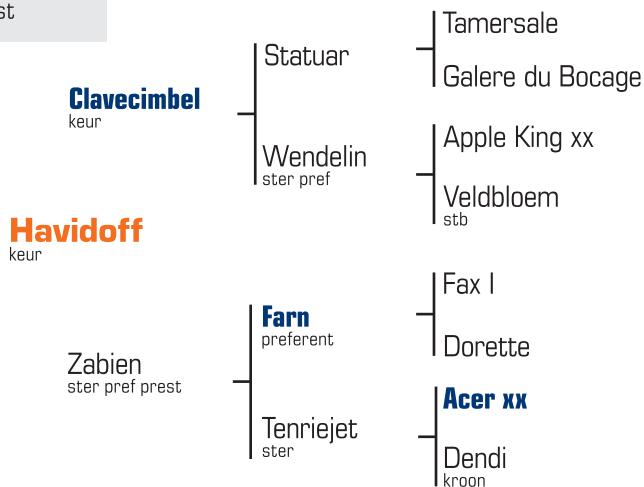 st
Tamersale
Statuar
Galere du Bocage
Clavecimbel
keur
Apple King xx
Wendelin
ster pref
Veldbloem
stb
Havidoff
keur
Fax I
Farn
preferent
Dorette
Zabien
ster pref prest
Acer xx
Tenriejet
ster
Dendi
kroon